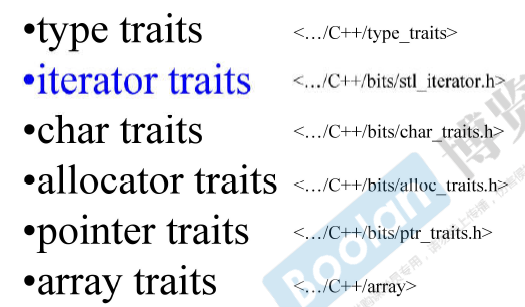 •type traits <…/C++/type_traits>
•iterator traits <…/C++/bits/stl_iterator.h>
•char traits <…/C++/bits/char_traits.h>
•allocator traits <…/C++/bits/alloc_traits.h>
•pointer traits <…/C++/bits/ptr_traits.h>
•array traits <…/C++/array>
Boolan
博览